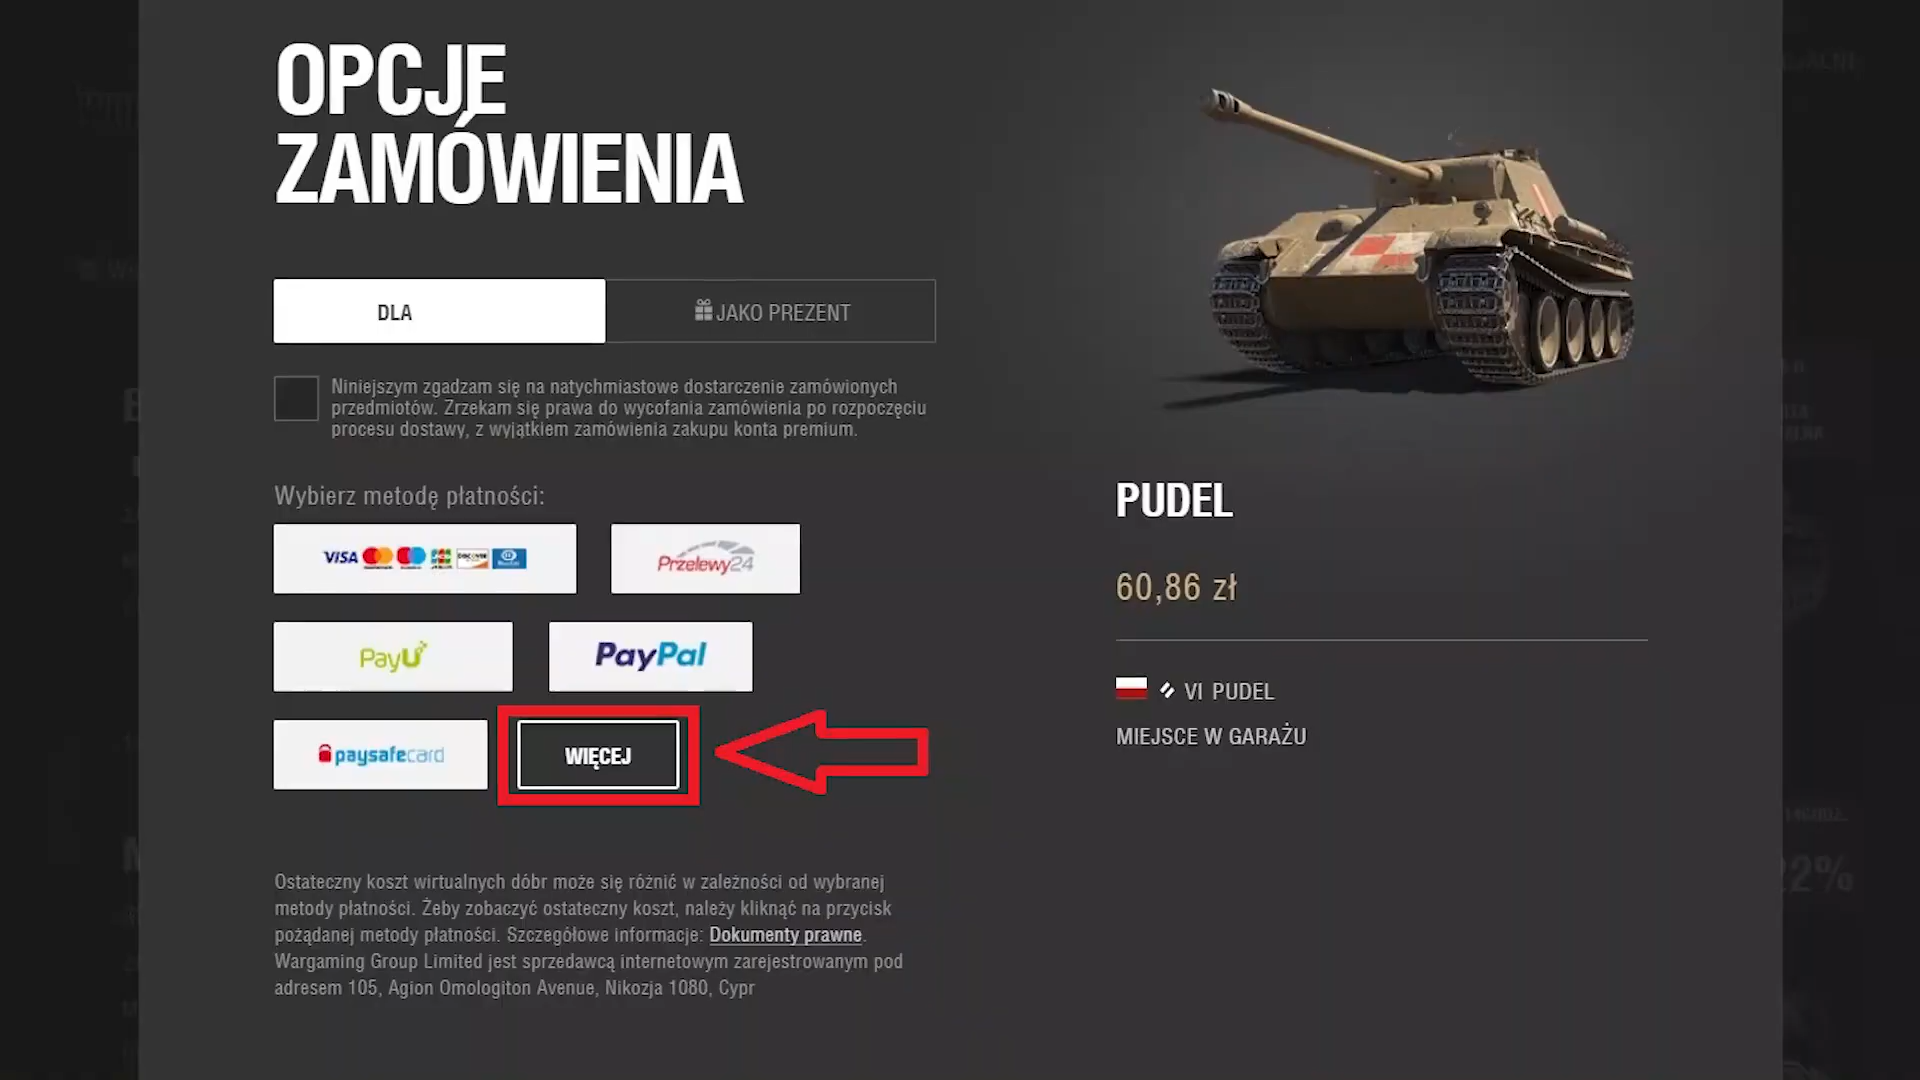 OPCJE
ZAMÓWIENIA
DLA
JAKO PREZENT
Niniejszym zgadzam się na natychmiastowe dostarczenie zamówionych
przedmiotów. Zrzekam się prawa do wycofania zamówienia po rozpoczęciu
procesu dostawy, z wyjątkiem zamówienia zakupu konta premium.
Wybierz metodę płatności:
VISA DISCOVER
Przelewy24
PayU
PayPal
paysafecard
WIĘCEJ
Ostateczny koszt wirtualnych dóbr może się różnić w zależności od wybranej
metody płatności. Żeby zobaczyć ostateczny koszt, należy kliknąć na przycisk
pożądanej metody płatności. Szczegółowe informacje: Dokumenty prawne.
Wargaming Group Limited jest sprzedawcą internetowym zarejestrowanym pod
adresem 105, Agion Omologiton Avenue, Nikozja 1080, Cypr
PUDEL
60,86 zł
VI PUDEL
MIEJSCE W GARAŻU
22%